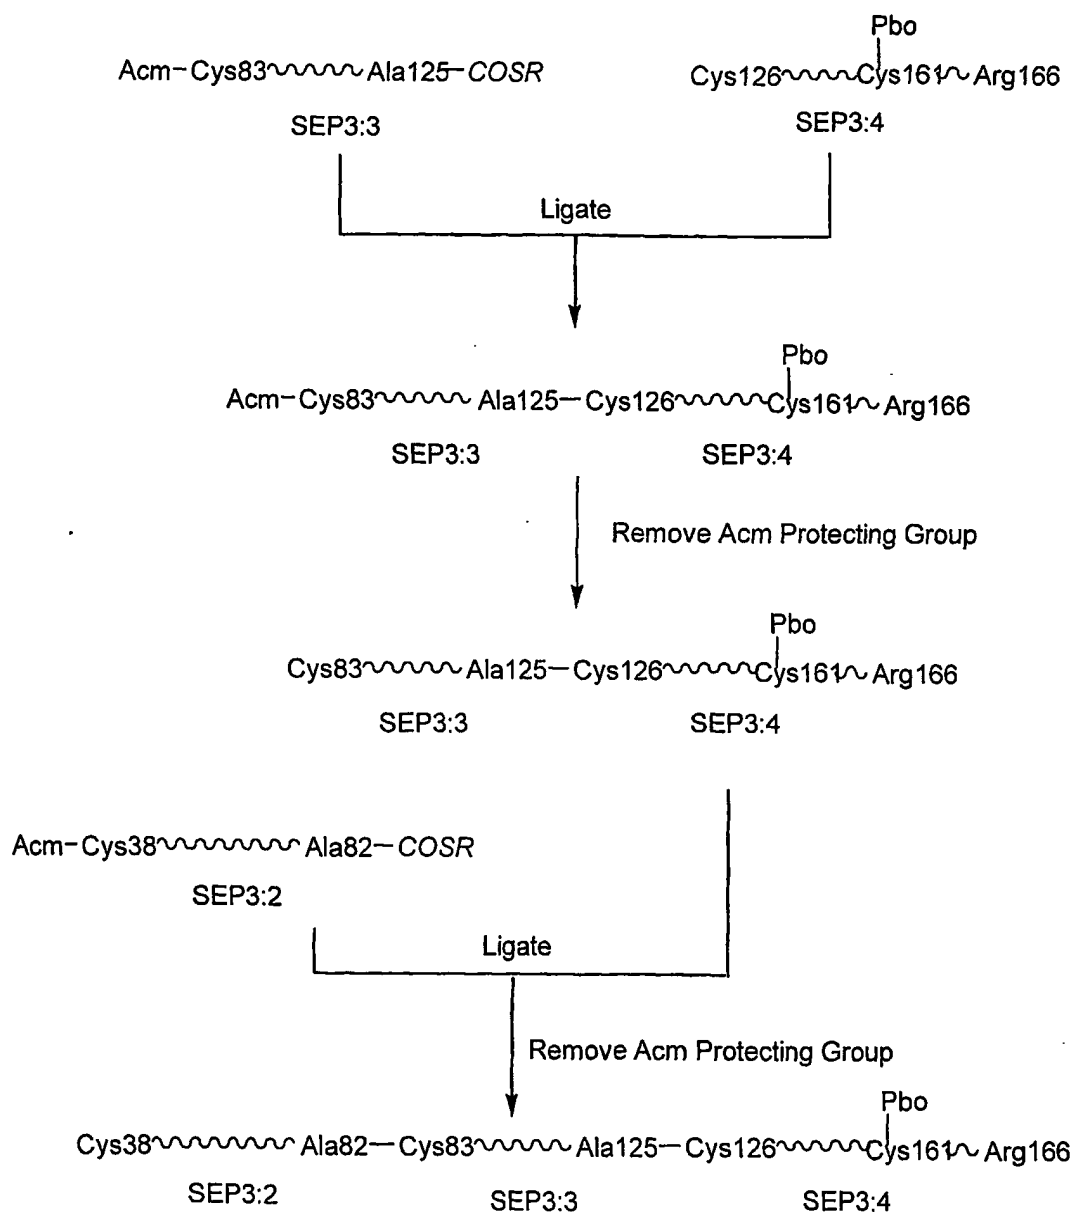 Pbo
Acm-Cys83 Ala125-COSR
Cys126 Cys161 Arg166
SEP3:3
SEP3:4
Ligate
Pbo
Acm-Cys83 Ala125-Cys126 Cys161 Arg166
SEP3:3 SEP3:4
Remove Acm Protecting Group
Pbo
Cys83 Ala125-Cys126 Cys161 Arg166
SEP3:3 SEP3:4
Acm-Cys38 Ala82-COSR
SEP3:2
Ligate
Remove Acm Protecting Group
Pbo
Cys38 Ala82-Cys83 Ala125-Cys126 Cys161 Arg166
SEP3:2 SEP3:3 SEP3:4